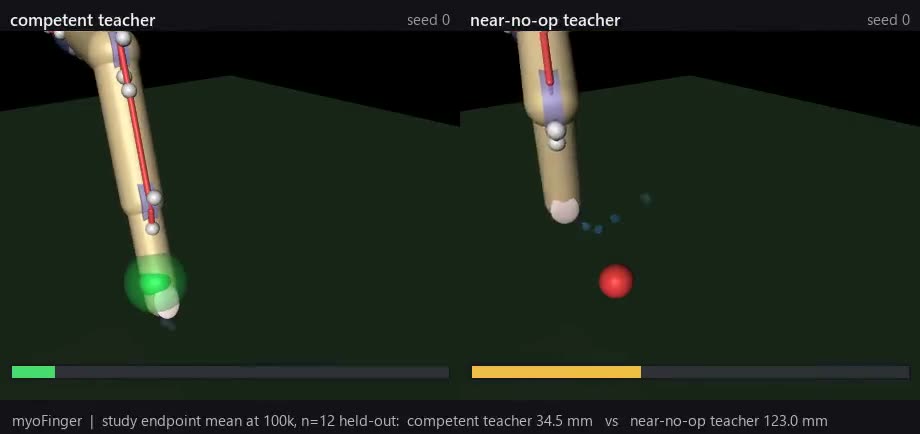 competent teacher seed 0
near-no-op teacher seed 0
myoFinger | study endpoint mean at 100k, n=12 held-out: competent teacher 34.5 mm vs near-no-op teacher 123.0 mm